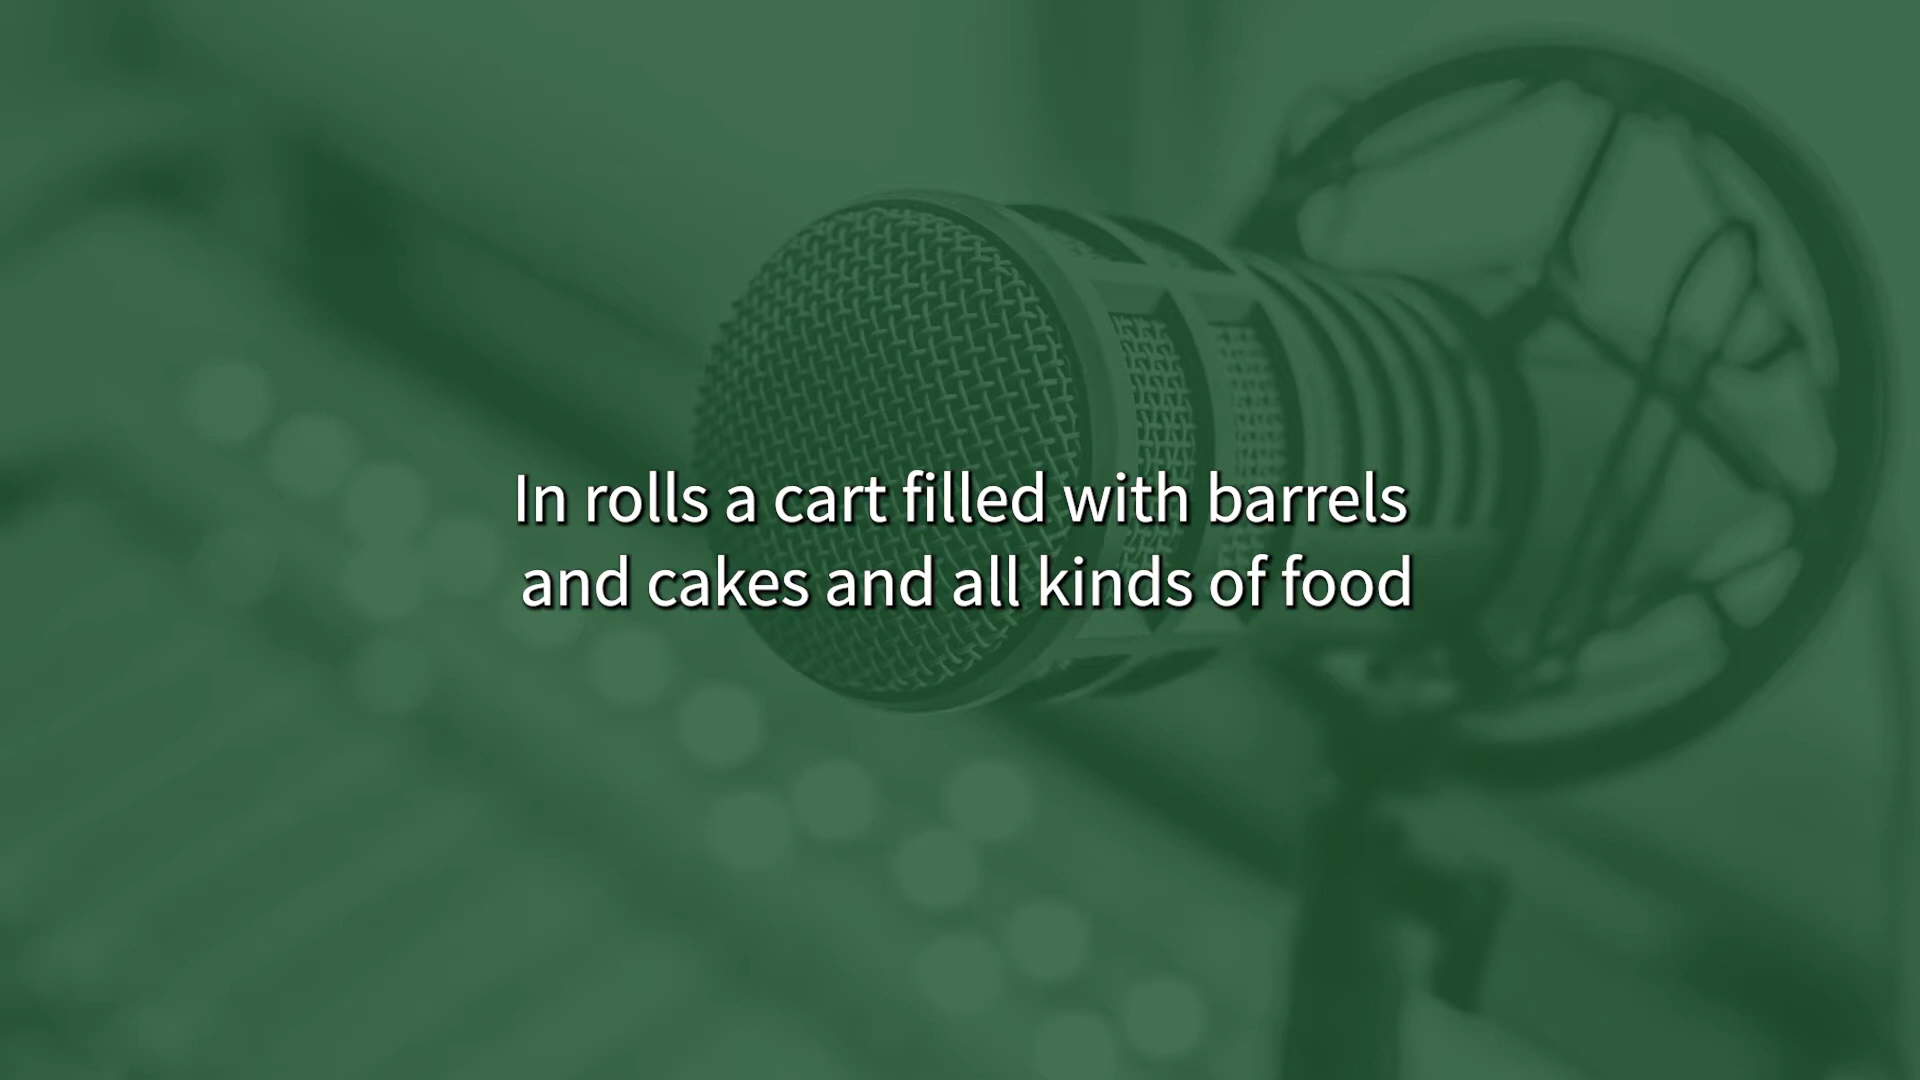 In rolls a cart filled with barrels
and cakes and all kinds of food